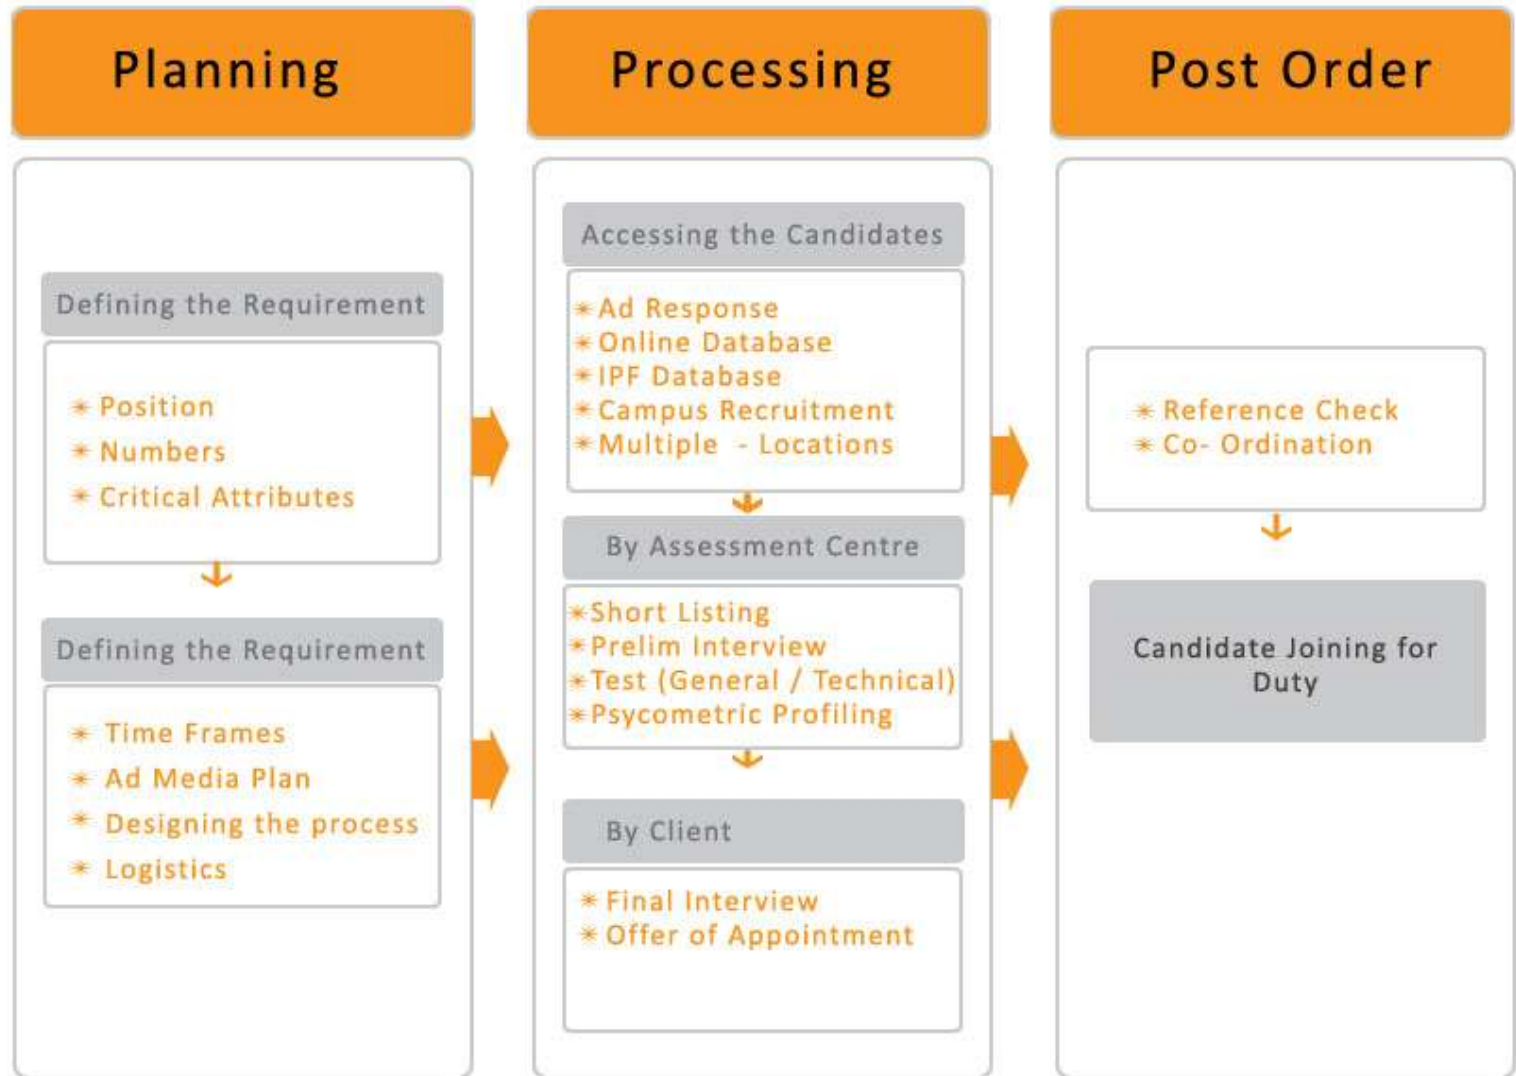 Planning
Defining the Requirement
* Position
* Numbers
* Critical Attributes
Defining the Requirement
* Time Frames
* Ad Media Plan
* Designing the process
* Logistics
Processing
Accessing the Candidates
* Ad Response
* Online Database
* IPF Database
* Campus Recruitment
* Multiple - Locations
By Assessment Centre
* Short Listing
* Prelim Interview
* Test (General / Technical)
* Psycometric Profiling
By Client
* Final Interview
* Offer of Appointment
Post Order
* Reference Check
* Co- Ordination
Candidate Joining for
Duty